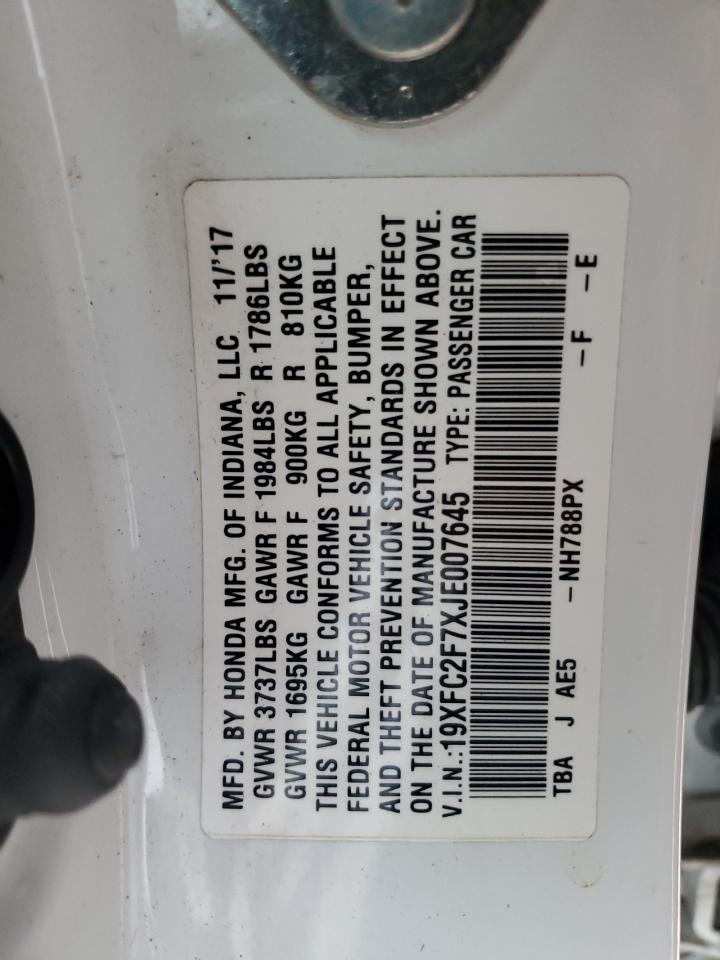 MFD. BY HONDA MFG. OF INDIANA, LLC 11/'17
GVWR 3737LBS GAWR F 1984LBS R 1786LBS
GVWR 1695KG GAWR F 900KG R 810KG
THIS VEHICLE CONFORMS TO ALL APPLICABLE
FEDERAL MOTOR VEHICLE SAFETY, BUMPER,
AND THEFT PREVENTION STANDARDS IN EFFECT
ON THE DATE OF MANUFACTURE SHOWN ABOVE.
V.I.N.:19XFC2F7XJE007645 TYPE: PASSENGER CAR
TBA J AE5 –NH788PX –F –E